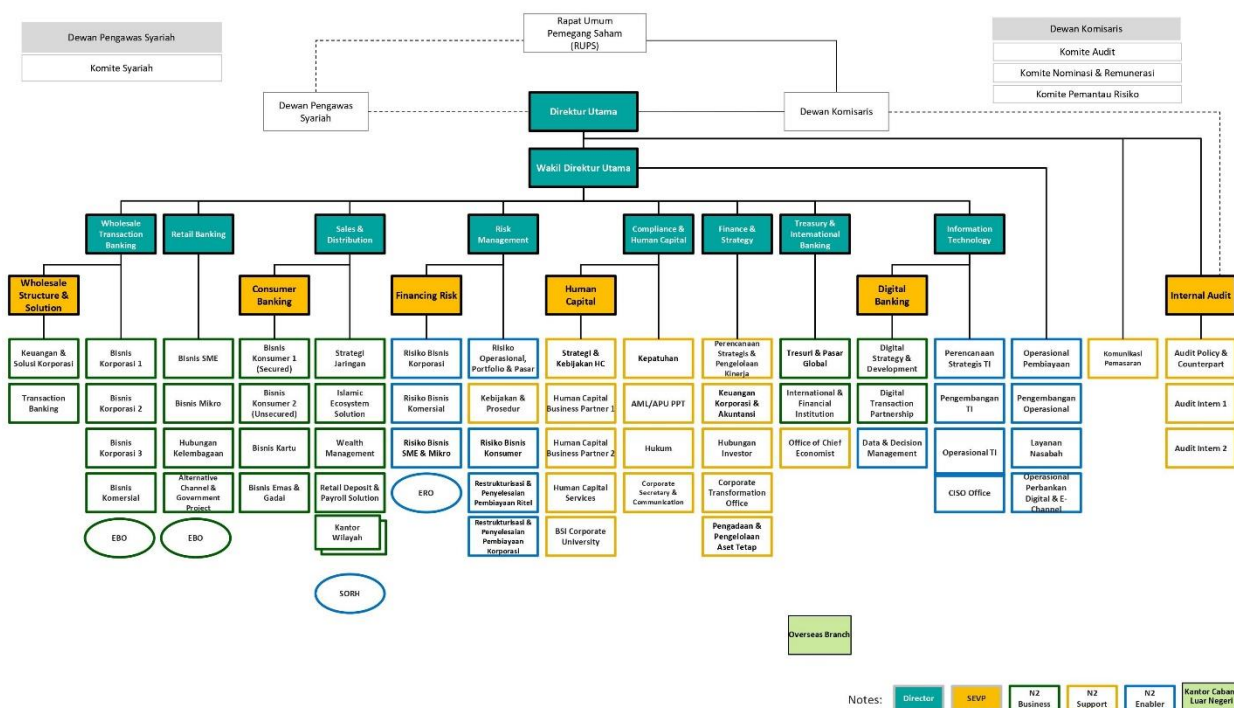 Rapat Umum
Pemegang Saham
(RUPS)
Dewan Pengawas Syariah
Komite Syariah
Dewan Komisaris
Komite Audit
Komite Nominasi & Remunerasi
Komite Pemantau Risiko
Dewan Pengawas
Syariah
Direktur Utama
Dewan Komisaris
Wakil Direktur Utama
Wholesale
Transaction
Banking
Retail Banking
Sales &
Distribution
Risk
Management
Compliance &
Human Capital
Finance &
Strategy
Treasury &
International
Banking
Information
Technology
Wholesale
Structure &
Solution
Consumer
Banking
Financing Risk
Human
Capital
Digital
Banking
Internal Audit
Keuangan &
Solusi Korporasi
Bisnis
Korporasi 1
Bisnis SME
Bisnis
Konsumer 1
(Secured)
Strategi
Jaringan
Risiko Bisnis
Korporasi
Risiko
Operasional,
Portfolio & Pasar
Strategi &
Kebijakan HC
Kepatuhan
Perencanaan
Strategis &
Pengelolaan
Kinerja
Tresuri & Pasar
Global
Digital
Strategy &
Development
Perencanaan
Strategis TI
Operasional
Pembiayaan
Komunikasi
Pemasaran
Audit Policy &
Counterpart
Transaction
Banking
Bisnis
Korporasi 2
Bisnis Mikro
Bisnis
Konsumer 2
(Unsecured)
Islamic
Ecosystem
Solution
Risiko Bisnis
Komersial
Kebijakan &
Prosedur
Human Capital
Business Partner 1
AML/APU PPT
Keuangan
Korporasi &
Akuntansi
International &
Financial
Institution
Digital
Transaction
Partnership
Pengembangan
TI
Pengembangan
Operasional
Audit Intern 1
Bisnis
Korporasi 3
Hubungan
Kelembagaan
Bisnis Kartu
Wealth
Management
Risiko Bisnis
SME & Mikro
Risiko Bisnis
Konsumer
Human Capital
Business Partner 2
Hukum
Hubungan
Investor
Office of Chief
Economist
Data & Decision
Management
Operasional TI
Layanan
Nasabah
Audit Intern 2
Bisnis
Komersial
Alternative
Channel &
Government
Project
Bisnis Emas &
Gadai
Retail Deposit &
Payroll Solution
ERO
Restrukturisasi &
Penyelesaian
Pembiayaan Ritel
Human Capital
Services
Corporate
Secretary &
Communication
Corporate
Transformation
Office
CISO Office
Operasional
Perbankan
Digital & E-
Channel
EBO
EBO
Kantor
Wilayah
Restrukturisasi &
Penyelesaian
Pembiayaan
Korporasi
BSI Corporate
University
Pengadaan &
Pengelolaan
Aset Tetap
SORH
Overseas Branch
Notes:
Director
SEVP
N2
Business
N2
Support
N2
Enabler
Kantor Caban
Luar Negeri